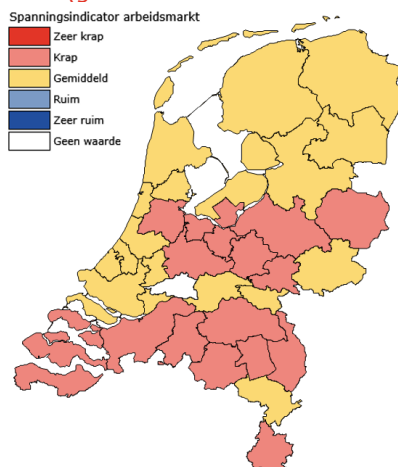 Spanningsindicator arbeidsmarkt
Zeer krap
Krap
Gemiddeld
Ruim
Zeer ruim
Geen waarde